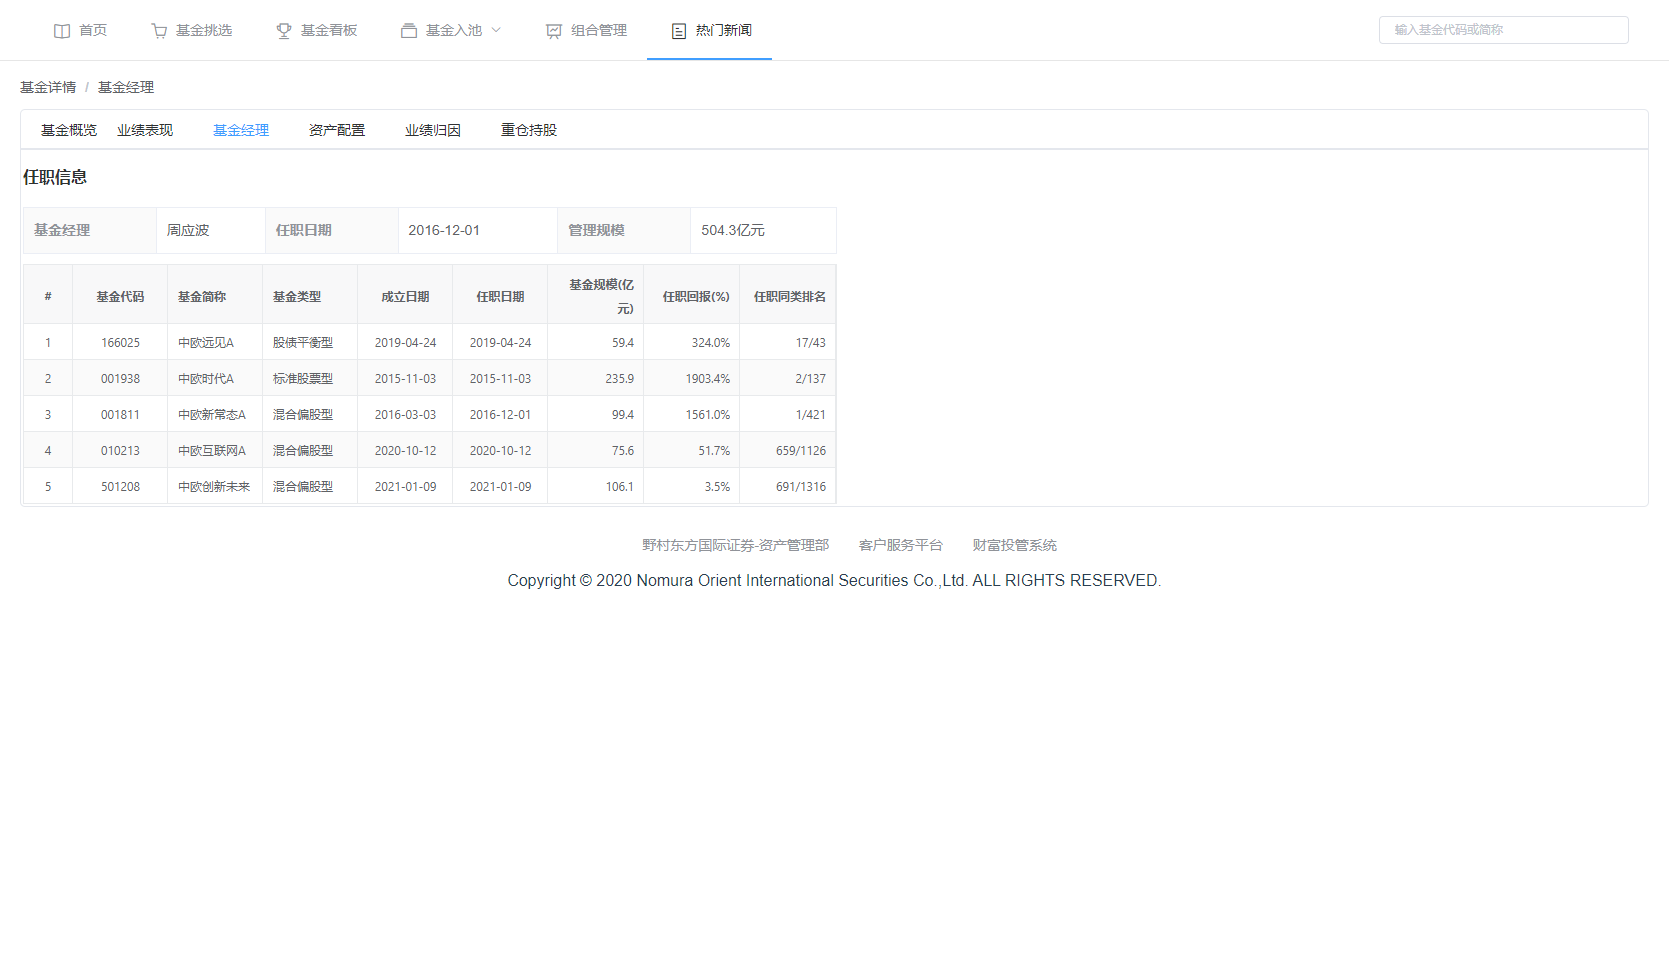 首页 基金挑选 基金看板 基金入池 组合管理 热门新闻 输入基金代码或简称
基金详情 / 基金经理
基金概览 业绩表现 基金经理 资产配置 业绩归因 重仓持股
任职信息
基金经理 周应波 任职日期 2016-12-01 管理规模 504.3亿元
# 基金代码 基金简称 基金类型 成立日期 任职日期 基金规模(亿元) 任职回报(%) 任职同类排名
1 166025 中欧远见A 股债平衡型 2019-04-24 2019-04-24 59.4 324.0% 17/43
2 001938 中欧时代A 标准股票型 2015-11-03 2015-11-03 235.9 1903.4% 2/137
3 001811 中欧新常态A 混合偏股型 2016-03-03 2016-12-01 99.4 1561.0% 1/421
4 010213 中欧互联网A 混合偏股型 2020-10-12 2020-10-12 75.6 51.7% 659/1126
5 501208 中欧创新未来 混合偏股型 2021-01-09 2021-01-09 106.1 3.5% 691/1316
野村东方国际证券-资产管理部 客户服务平台 财富投管系统
Copyright © 2020 Nomura Orient International Securities Co.,Ltd. ALL RIGHTS RESERVED.